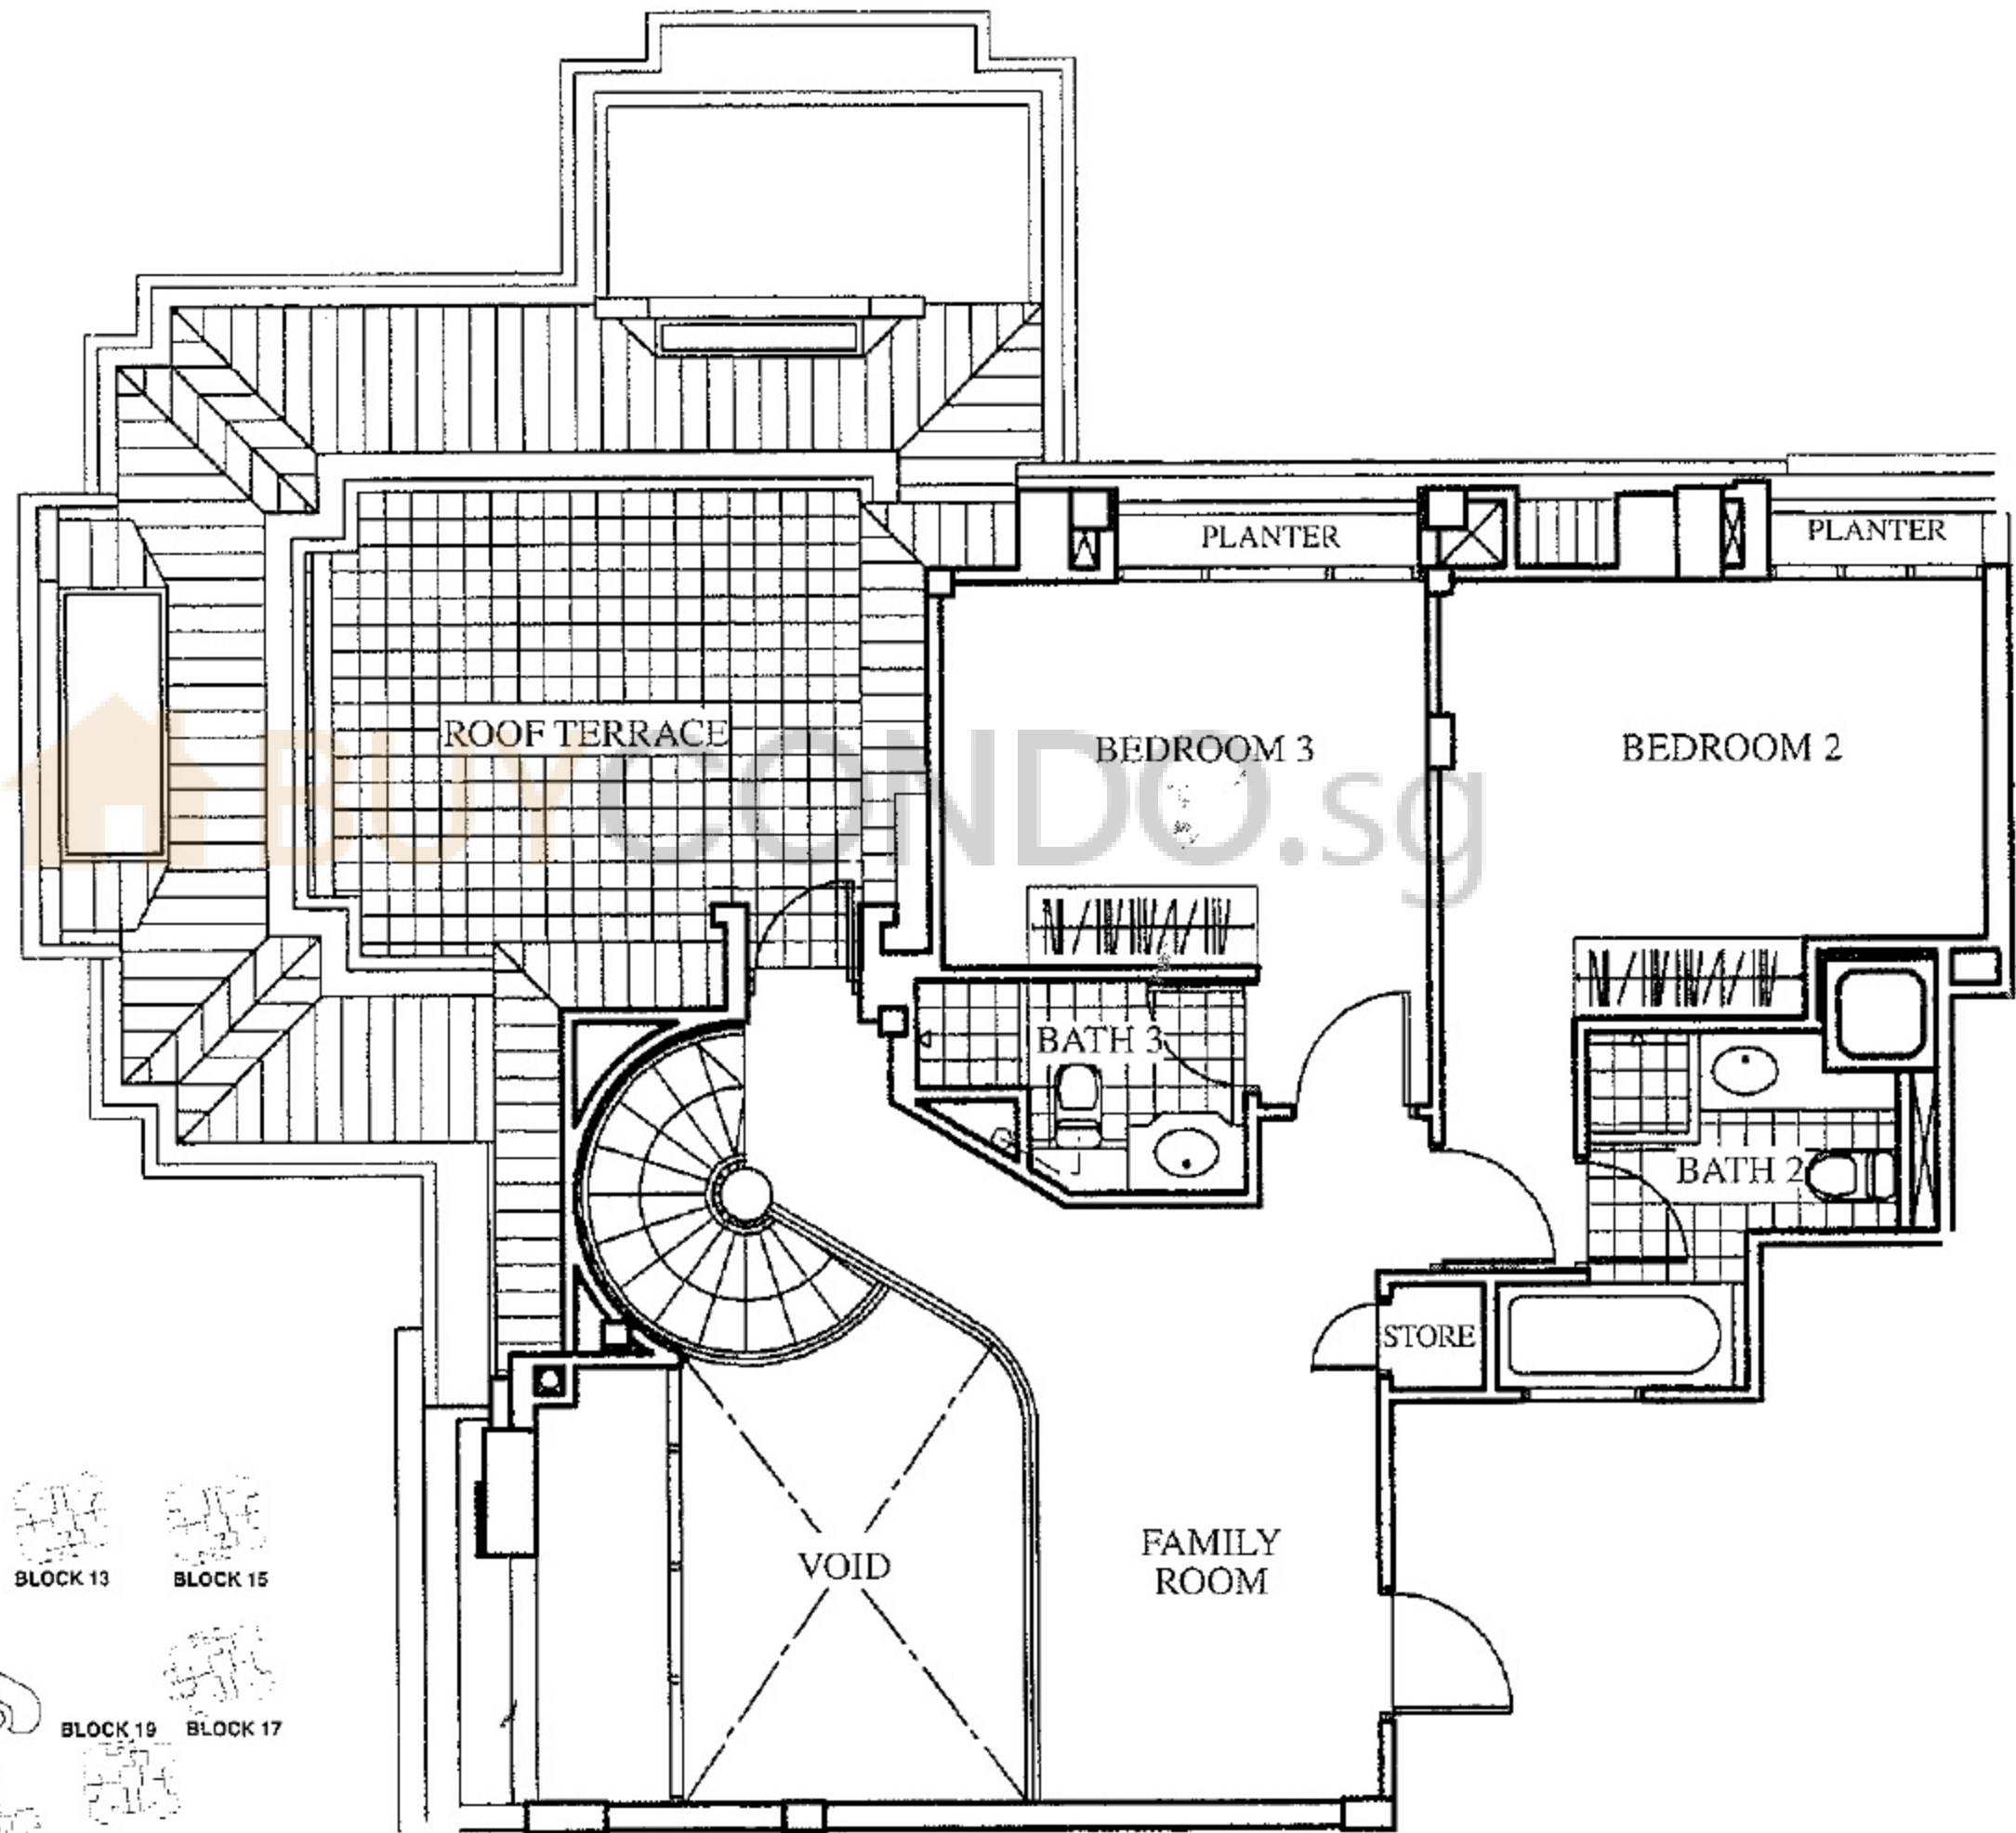 PLANTER
PLANTER
ROOF TERRACE
BEDROOM 3
BEDROOM 2
BUYCONDO.sg
BATH 3
BATH 2
STORE
VOID
FAMILY
ROOM
BLOCK 13
BLOCK 15
BLOCK 19
BLOCK 17